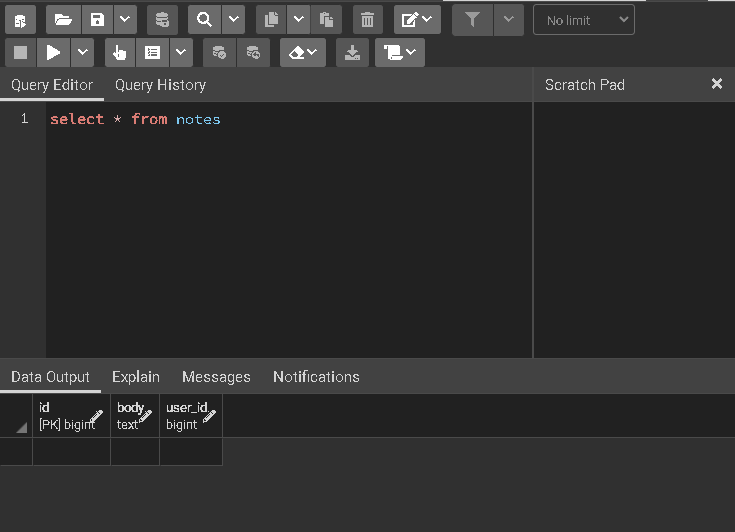 No limit
Query Editor Query History Scratch Pad
1 select * from notes
Data Output Explain Messages Notifications
id body user_id
[PK] bigint text bigint